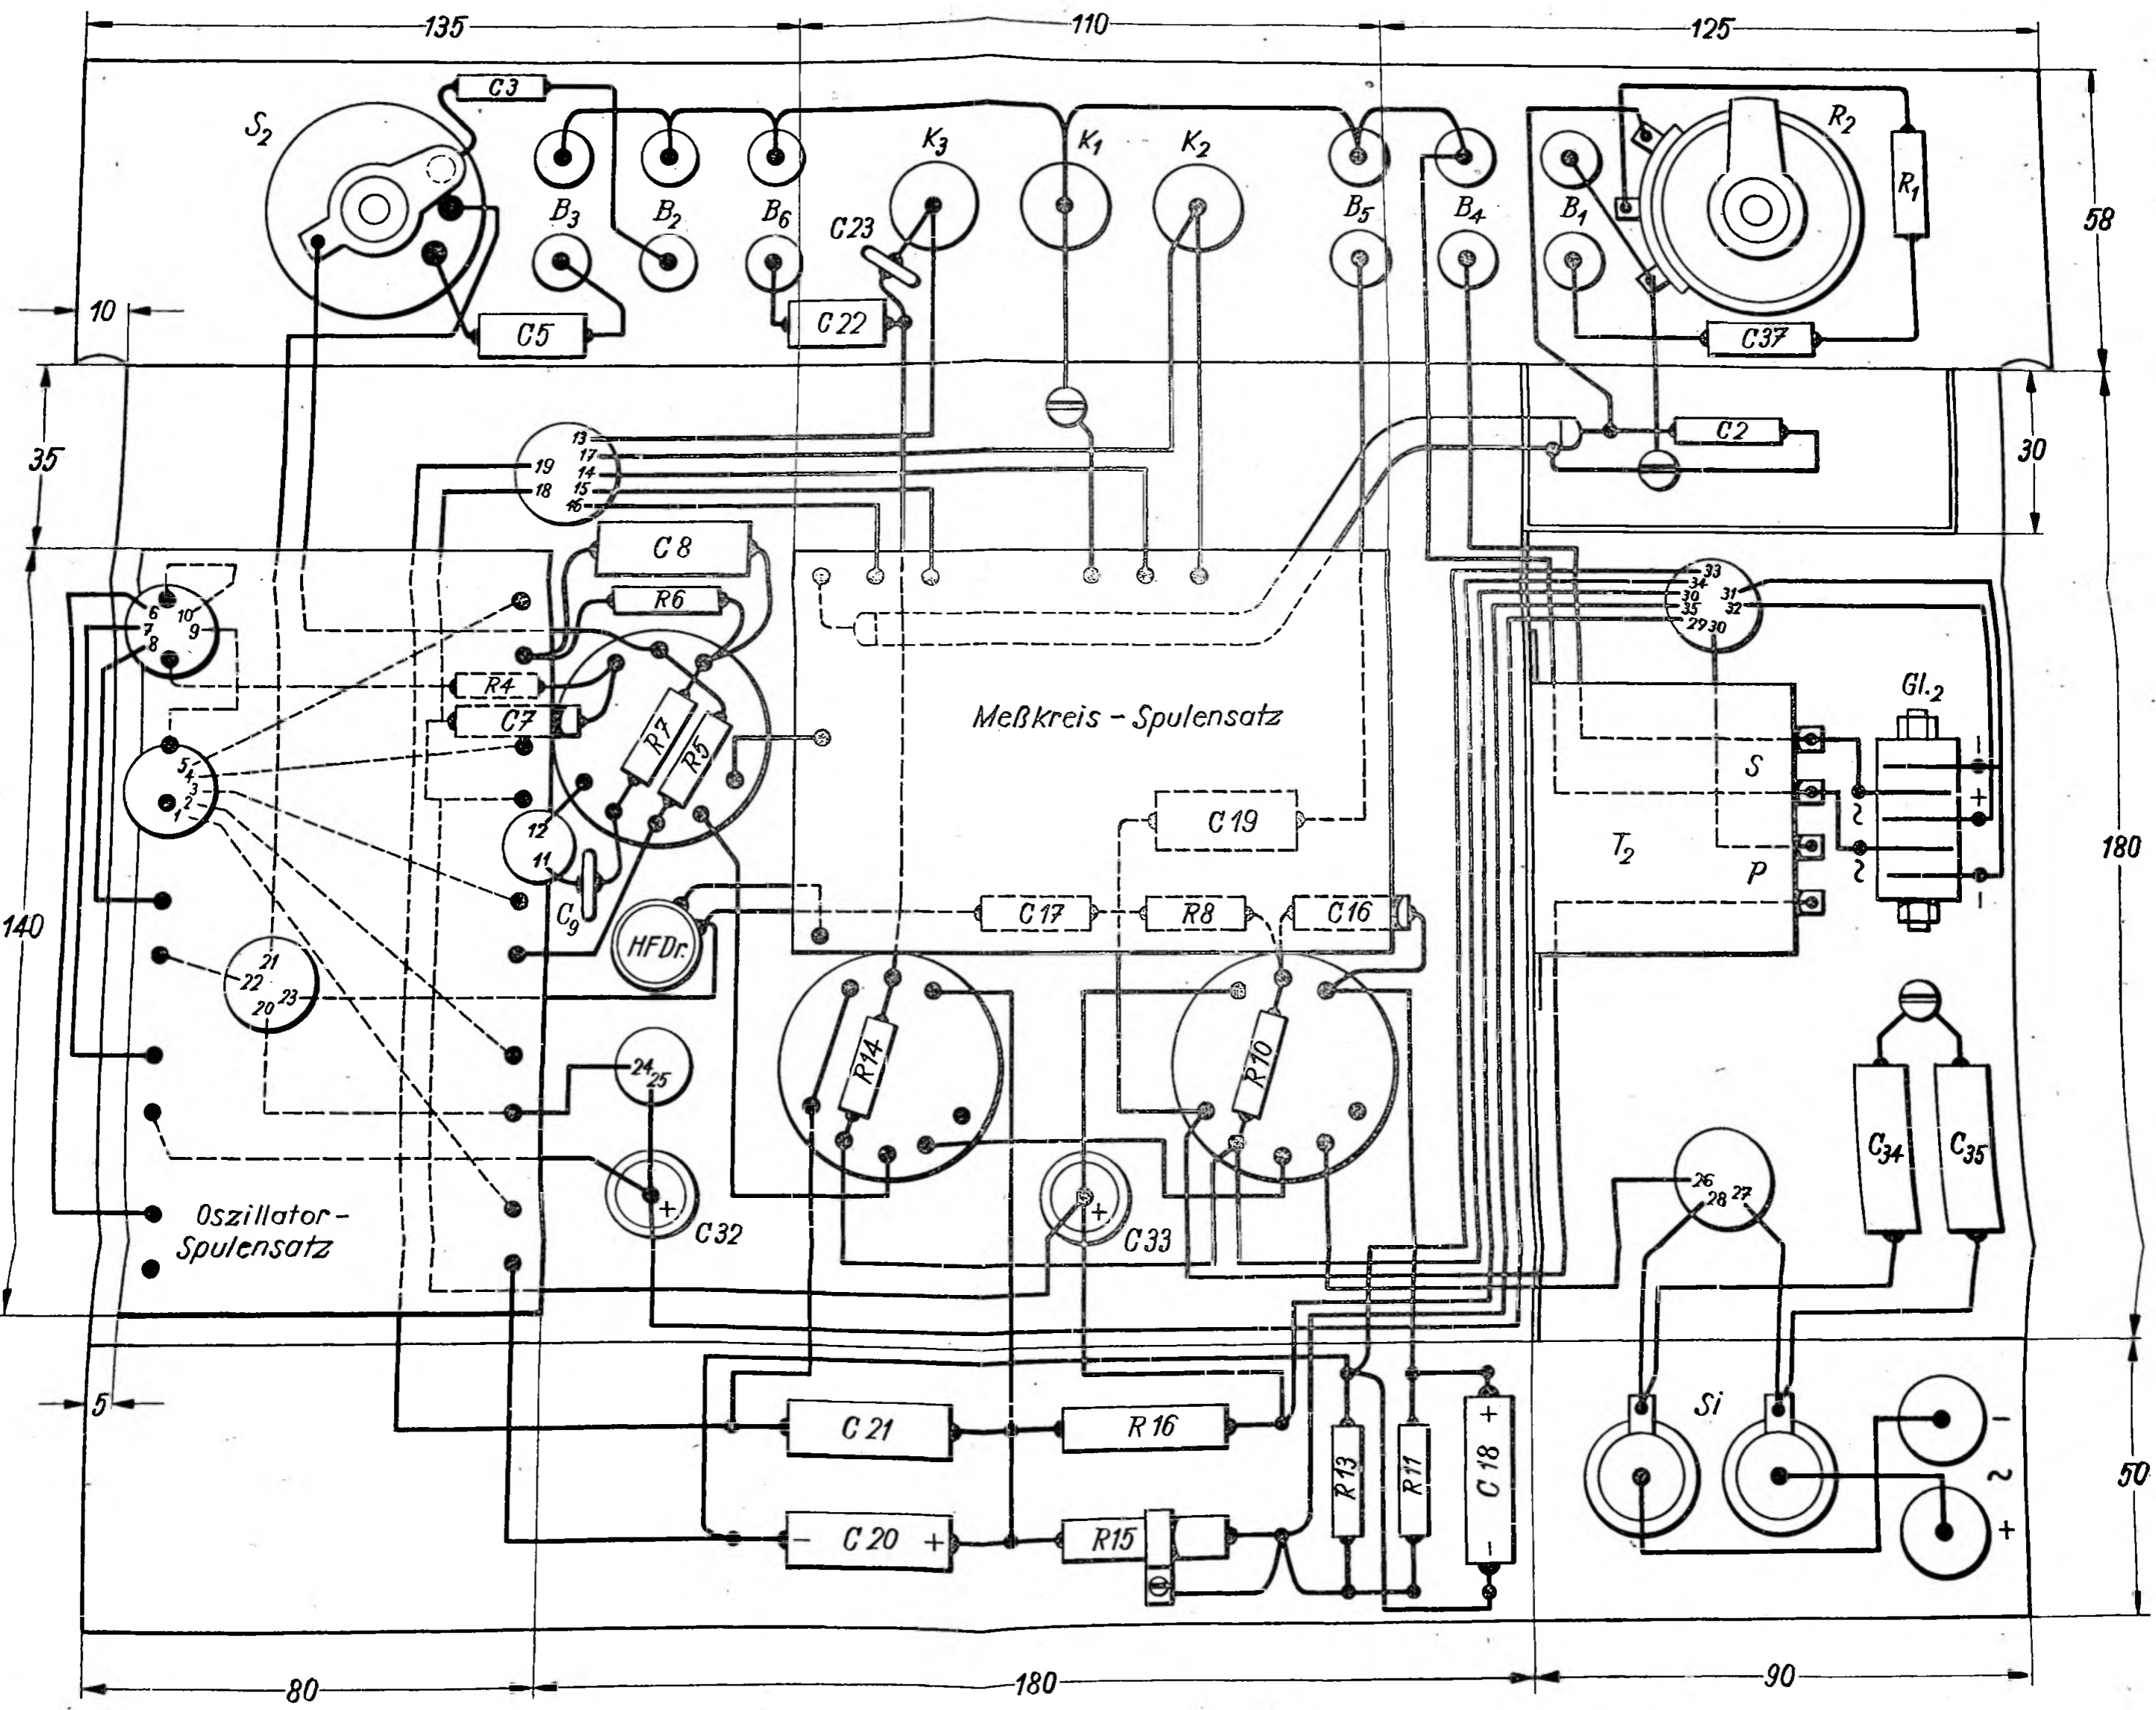 135
110
125
C3
S2
K3
K1
K2
R2
R1
B3
B2
B6
C23
B5
B4
B1
58
10
C5
C22
C37
35
13
17
19
14
18
15
16
C2
30
C8
R6
6
10
7
9
8
33
34
31
30
35
32
29
30
R4
C7
R7
R5
Meßkreis-Spulensatz
Gl.2
S
-
+
~
~
-
T2
P
C19
5
4
3
2
1
12
11
C9
HFDr.
C17
R8
C16
140
180
21
22
23
20
24
25
R14
R10
C34
C35
26
28
27
+
C32
+
C33
Oszillator-
Spulensatz
5
C21
R16
R13
R11
+
C18
-
Si
-
~
+
50
-
C20
+
R15
80
180
90